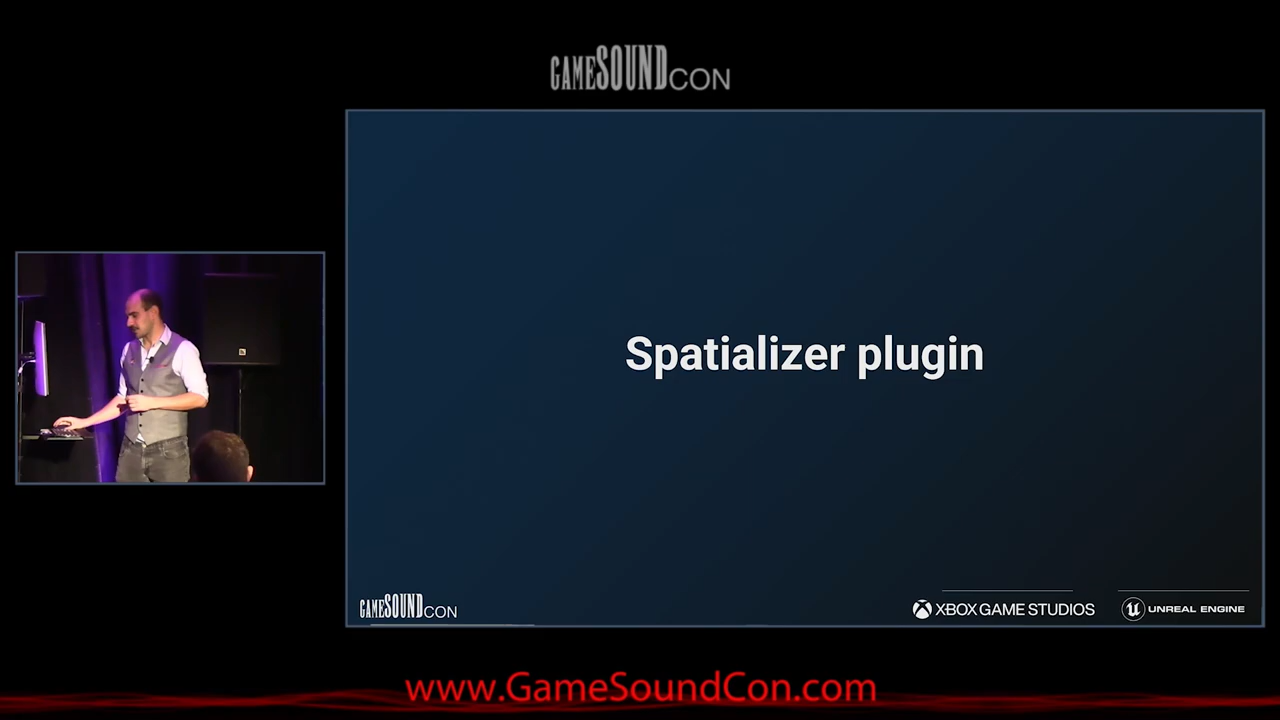 GAMESOUNDCON
Spatializer plugin
GAMESOUNDCON
XBOX GAME STUDIOS
UNREAL ENGINE
www.GameSoundCon.com